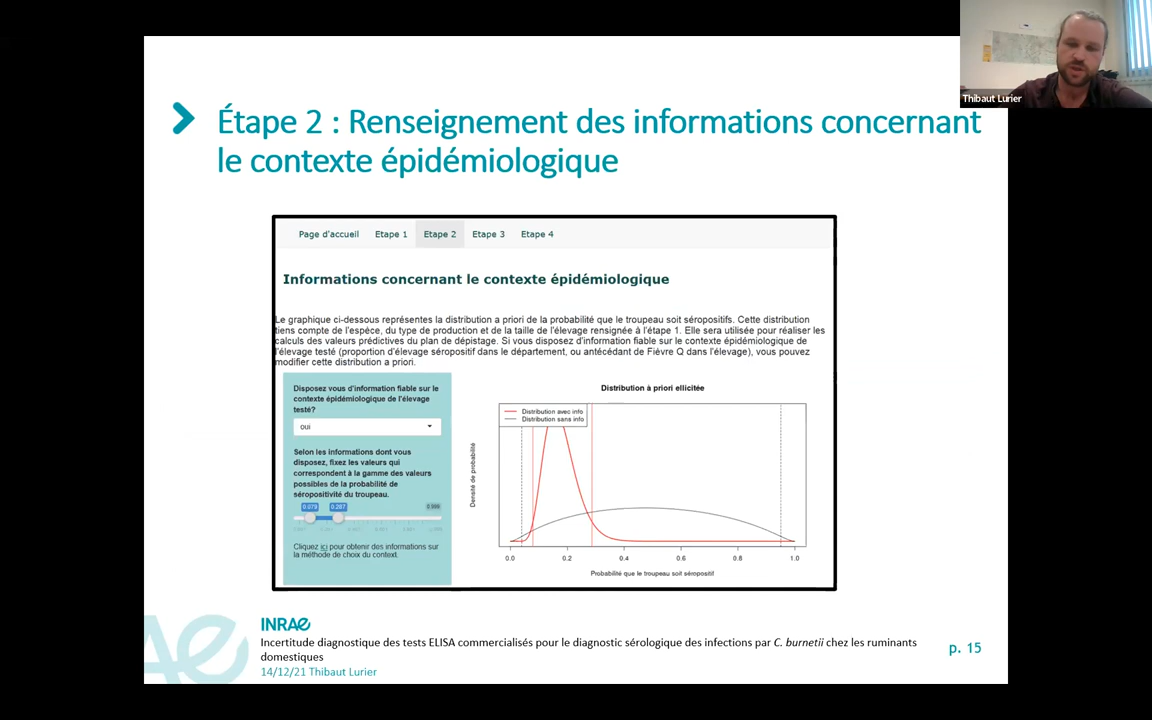 Thibaut Lurier
Étape 2 : Renseignement des informations concernant
le contexte épidémiologique
Page d'accueil Etape 1 Etape 2 Etape 3 Etape 4
Informations concernant le contexte épidémiologique
Le graphique ci-dessous représentes la distribution a priori de la probabilité que le troupeau soit séropositifs. Cette distribution
tiens compte de l'espèce, du type de production et de la taille de l'élevage rensignée à l'étape 1. Elle sera utilisée pour réaliser les
calculs des valeurs prédictives du plan de dépistage. Si vous disposez d'information fiable sur le contexte épidémiologique de
l'élevage testé (proportion d'élevage séropositif dans le département, ou antécédant de Fièvre Q dans l'élevage), vous pouvez
modifier cette distribution a priori.
Disposez vous d'information fiable sur le
contexte épidémiologique de l'élevage
testé?
oui
Selon les informations dont vous
disposez, fixez les valeurs qui
correspondent à la gamme des valeurs
possibles de la probabilité de
séropositivité du troupeau.
0.079 0.287 0.999
Cliquez ici pour obtenir des informations sur
la méthode de choix du context.
Distribution à priori ellicitée
Distribution avec info
Distribution sans info
Densité de probabilité
0.0 0.2 0.4 0.6 0.8 1.0
Probabilité que le troupeau soit séropositif
INRAE
Incertitude diagnostique des tests ELISA commercialisés pour le diagnostic sérologique des infections par C. burnetii chez les ruminants
domestiques
14/12/21 Thibaut Lurier
p. 15